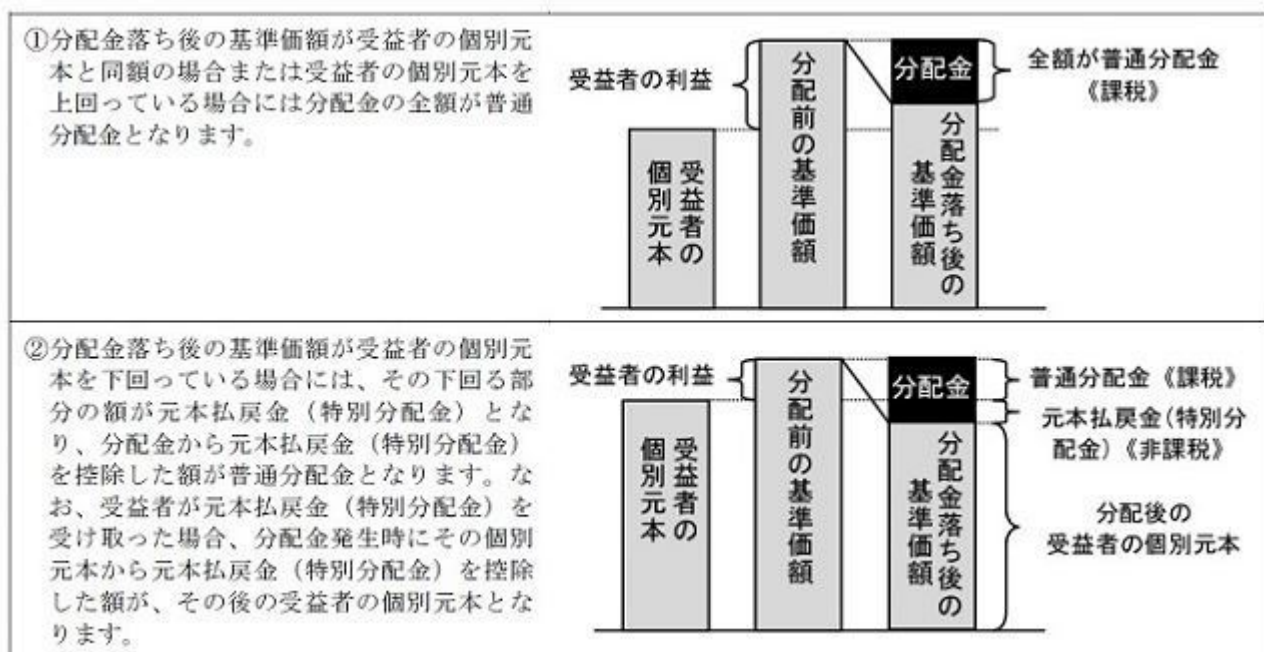 ①分配金落ち後の基準価額が受益者の個別元
本と同額の場合または受益者の個別元本を
上回っている場合には分配金の全額が普通
分配金となります。
受益者の利益
受益者の
個別元本
分配前の基準価額
分配金
分配金落ち後の
基準価額
全額が普通分配金
《課税》
②分配金落ち後の基準価額が受益者の個別元
本を下回っている場合には、その下回る部
分の額が元本払戻金（特別分配金）とな
り、分配金から元本払戻金（特別分配金）
を控除した額が普通分配金となります。な
お、受益者が元本払戻金（特別分配金）を
受け取った場合、分配金発生時にその個別
元本から元本払戻金（特別分配金）を控除
した額が、その後の受益者の個別元本とな
ります。
受益者の利益
受益者の
個別元本
分配前の基準価額
分配金
分配金落ち後の
基準価額
普通分配金《課税》
元本払戻金（特別分
配金）《非課税》
分配後の
受益者の個別元本